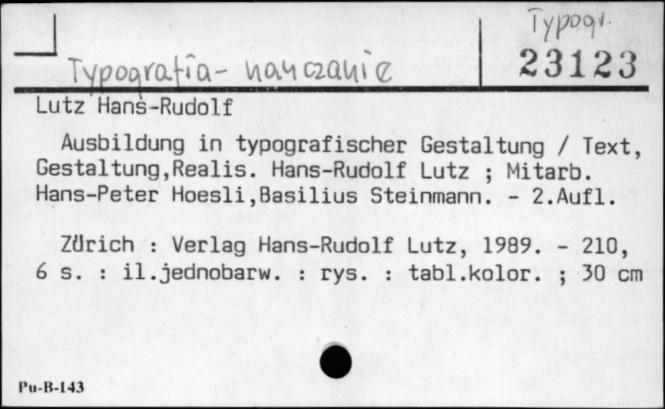 Typogr.
23123
Typografia - nauczanie
Lutz Hans-Rudolf
Ausbildung in typografischer Gestaltung / Text,
Gestaltung,Realis. Hans-Rudolf Lutz ; Mitarb.
Hans-Peter Hoesli,Basilius Steinmann. - 2.Aufl.
Zürich : Verlag Hans-Rudolf Lutz, 1989. - 210,
6 s. : il.jednobarw. : rys. : tabl.kolor. ; 30 cm
Pu-B-143